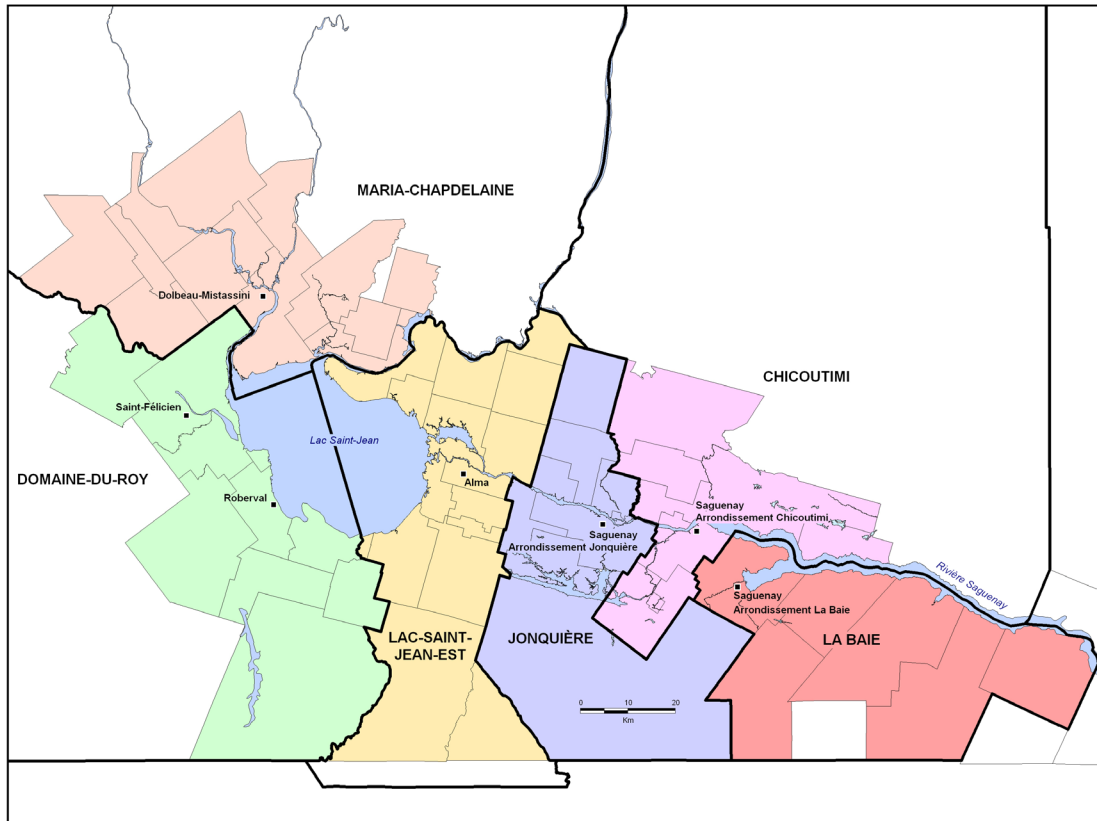 MARIA-CHAPDELAINE
Dolbeau-Mistassini
CHICOUTIMI
Saint-Félicien
Lac Saint-Jean
DOMAINE-DU-ROY
Alma
Roberval
Saguenay
Arrondissement Chicoutimi
Saguenay
Arrondissement Jonquière
Rivière Saguenay
Saguenay
Arrondissement La Baie
LAC-SAINT-
JEAN-EST
JONQUIÈRE
LA BAIE
0 10 20
Km